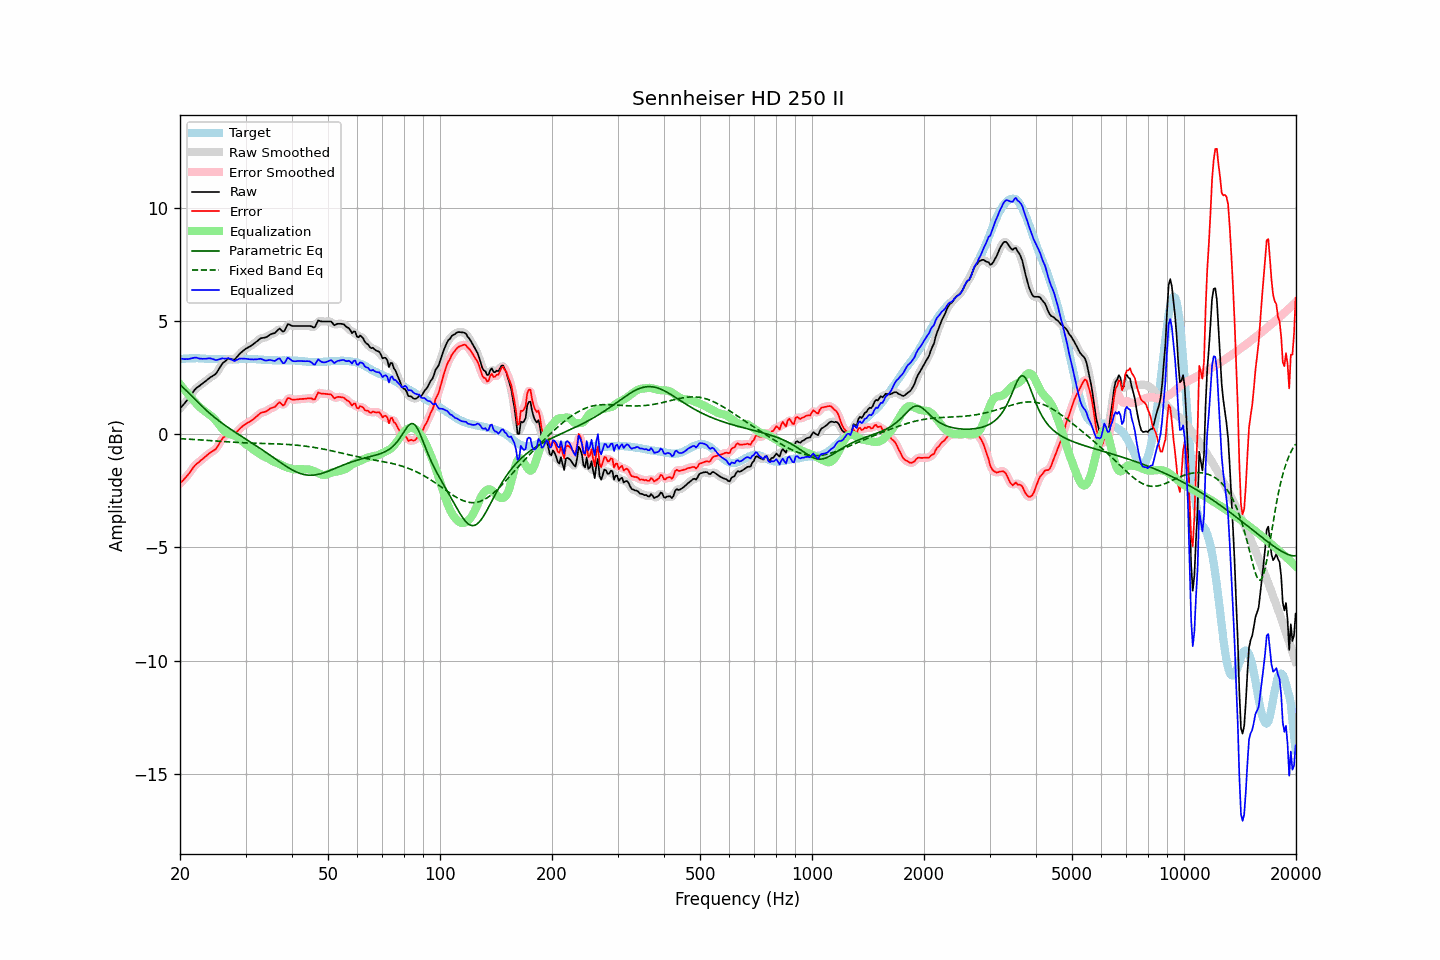 Sennheiser HD 250 II
Target
Raw Smoothed
Error Smoothed
Raw
Error
Equalization
Parametric Eq
Fixed Band Eq
Equalized
10
5
0
−5
−10
−15
Amplitude (dBr)
20 50 100 200 500 1000 2000 5000 10000 20000
Frequency (Hz)